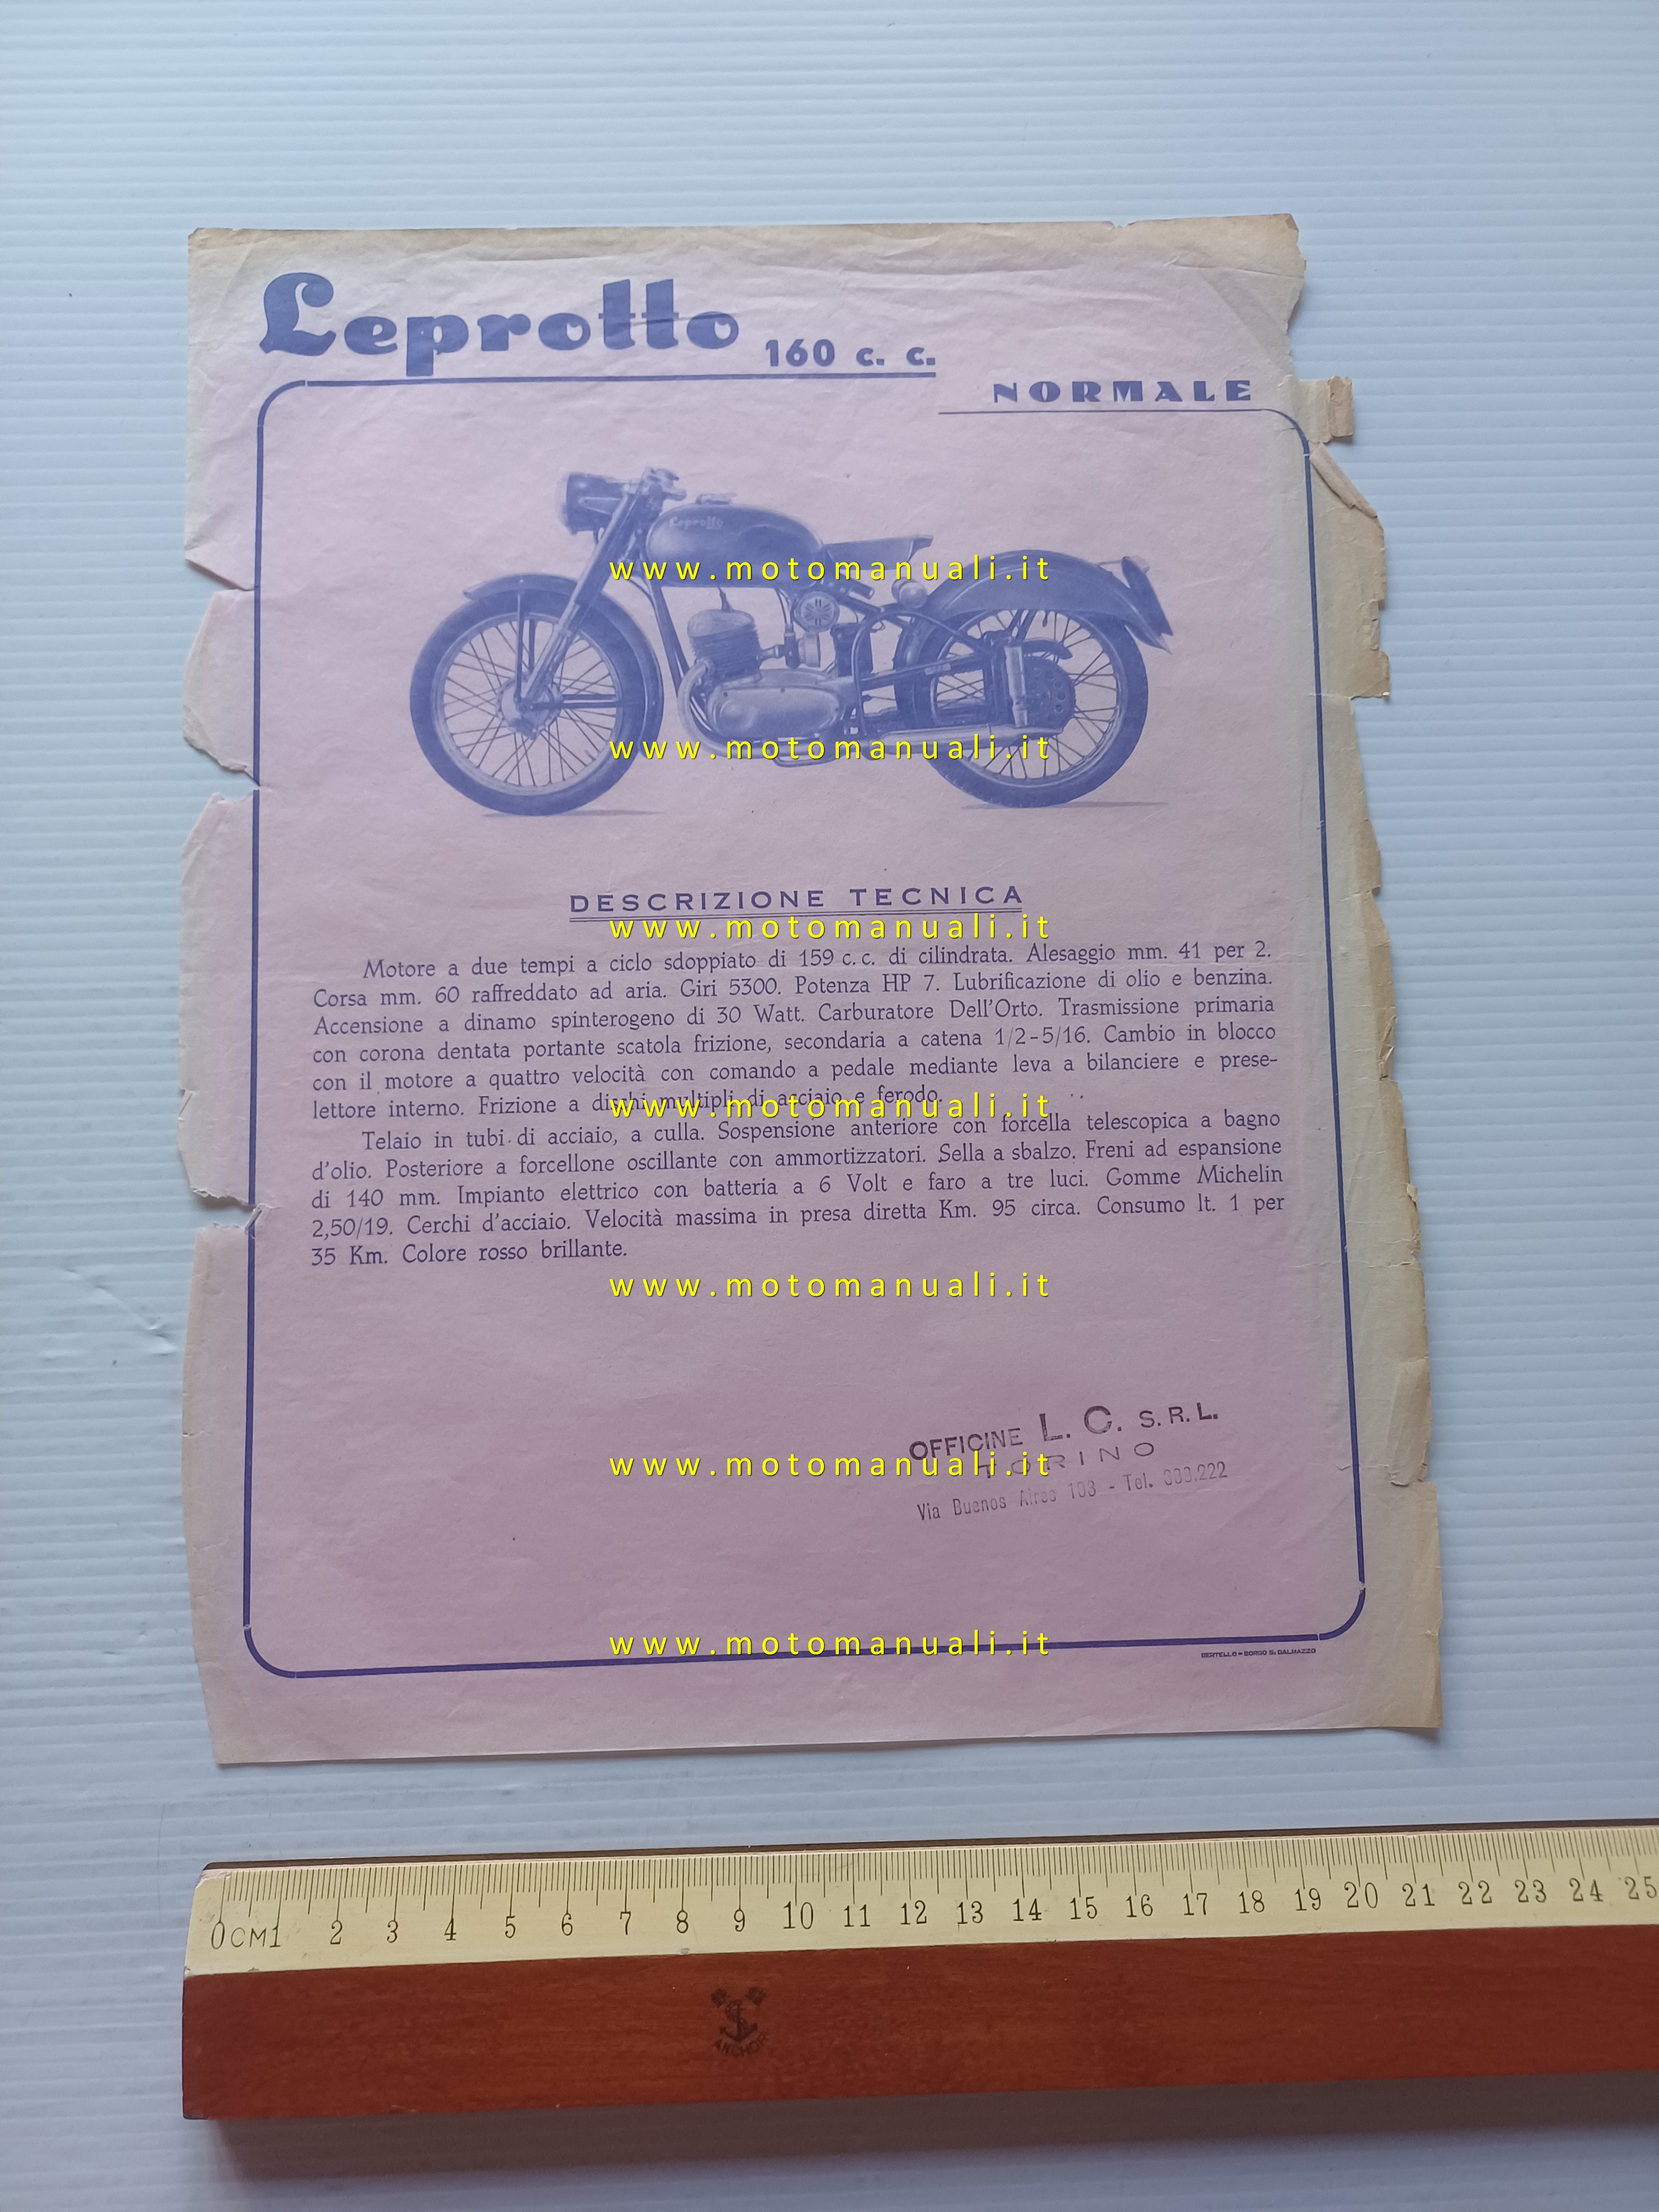 Leprotto 160 c. c.
NORMALE
Leprotto
www.motomanuali.it
www.motomanuali.it
DESCRIZIONE TECNICA
www.motomanuali.it
Motore a due tempi a ciclo sdoppiato di 159 c. c. di cilindrata. Alesaggio mm. 41 per 2.
Corsa mm. 60 raffreddato ad aria. Giri 5300. Potenza HP 7. Lubrificazione di olio e benzina.
Accensione a dinamo spinterogeno di 30 Watt. Carburatore Dell'Orto. Trasmissione primaria
con corona dentata portante scatola frizione, secondaria a catena 1/2-5/16. Cambio in blocco
con il motore a quattro velocità con comando a pedale mediante leva a bilanciere e prese-
lettore interno. Frizione a dischi multipli di acciaio e ferodo.
www.motomanuali.it
Telaio in tubi di acciaio, a culla. Sospensione anteriore con forcella telescopica a bagno
d'olio. Posteriore a forcellone oscillante con ammortizzatori. Sella a sbalzo. Freni ad espansione
di 140 mm. Impianto elettrico con batteria a 6 Volt e faro a tre luci. Gomme Michelin
2,50/19. Cerchi d'acciaio. Velocità massima in presa diretta Km. 95 circa. Consumo lt. 1 per
35 Km. Colore rosso brillante.
www.motomanuali.it
OFFICINE L. C. S. R. L.
TORINO
www.motomanuali.it
Via Buenos Aires 103 - Tel.
www.motomanuali.it
BERTELLO - BORGO S. DALMAZZO
0 CM 1 2 3 4 5 6 7 8 9 10 11 12 13 14 15 16 17 18 19 20 21 22 23 24 25
ANCHOR